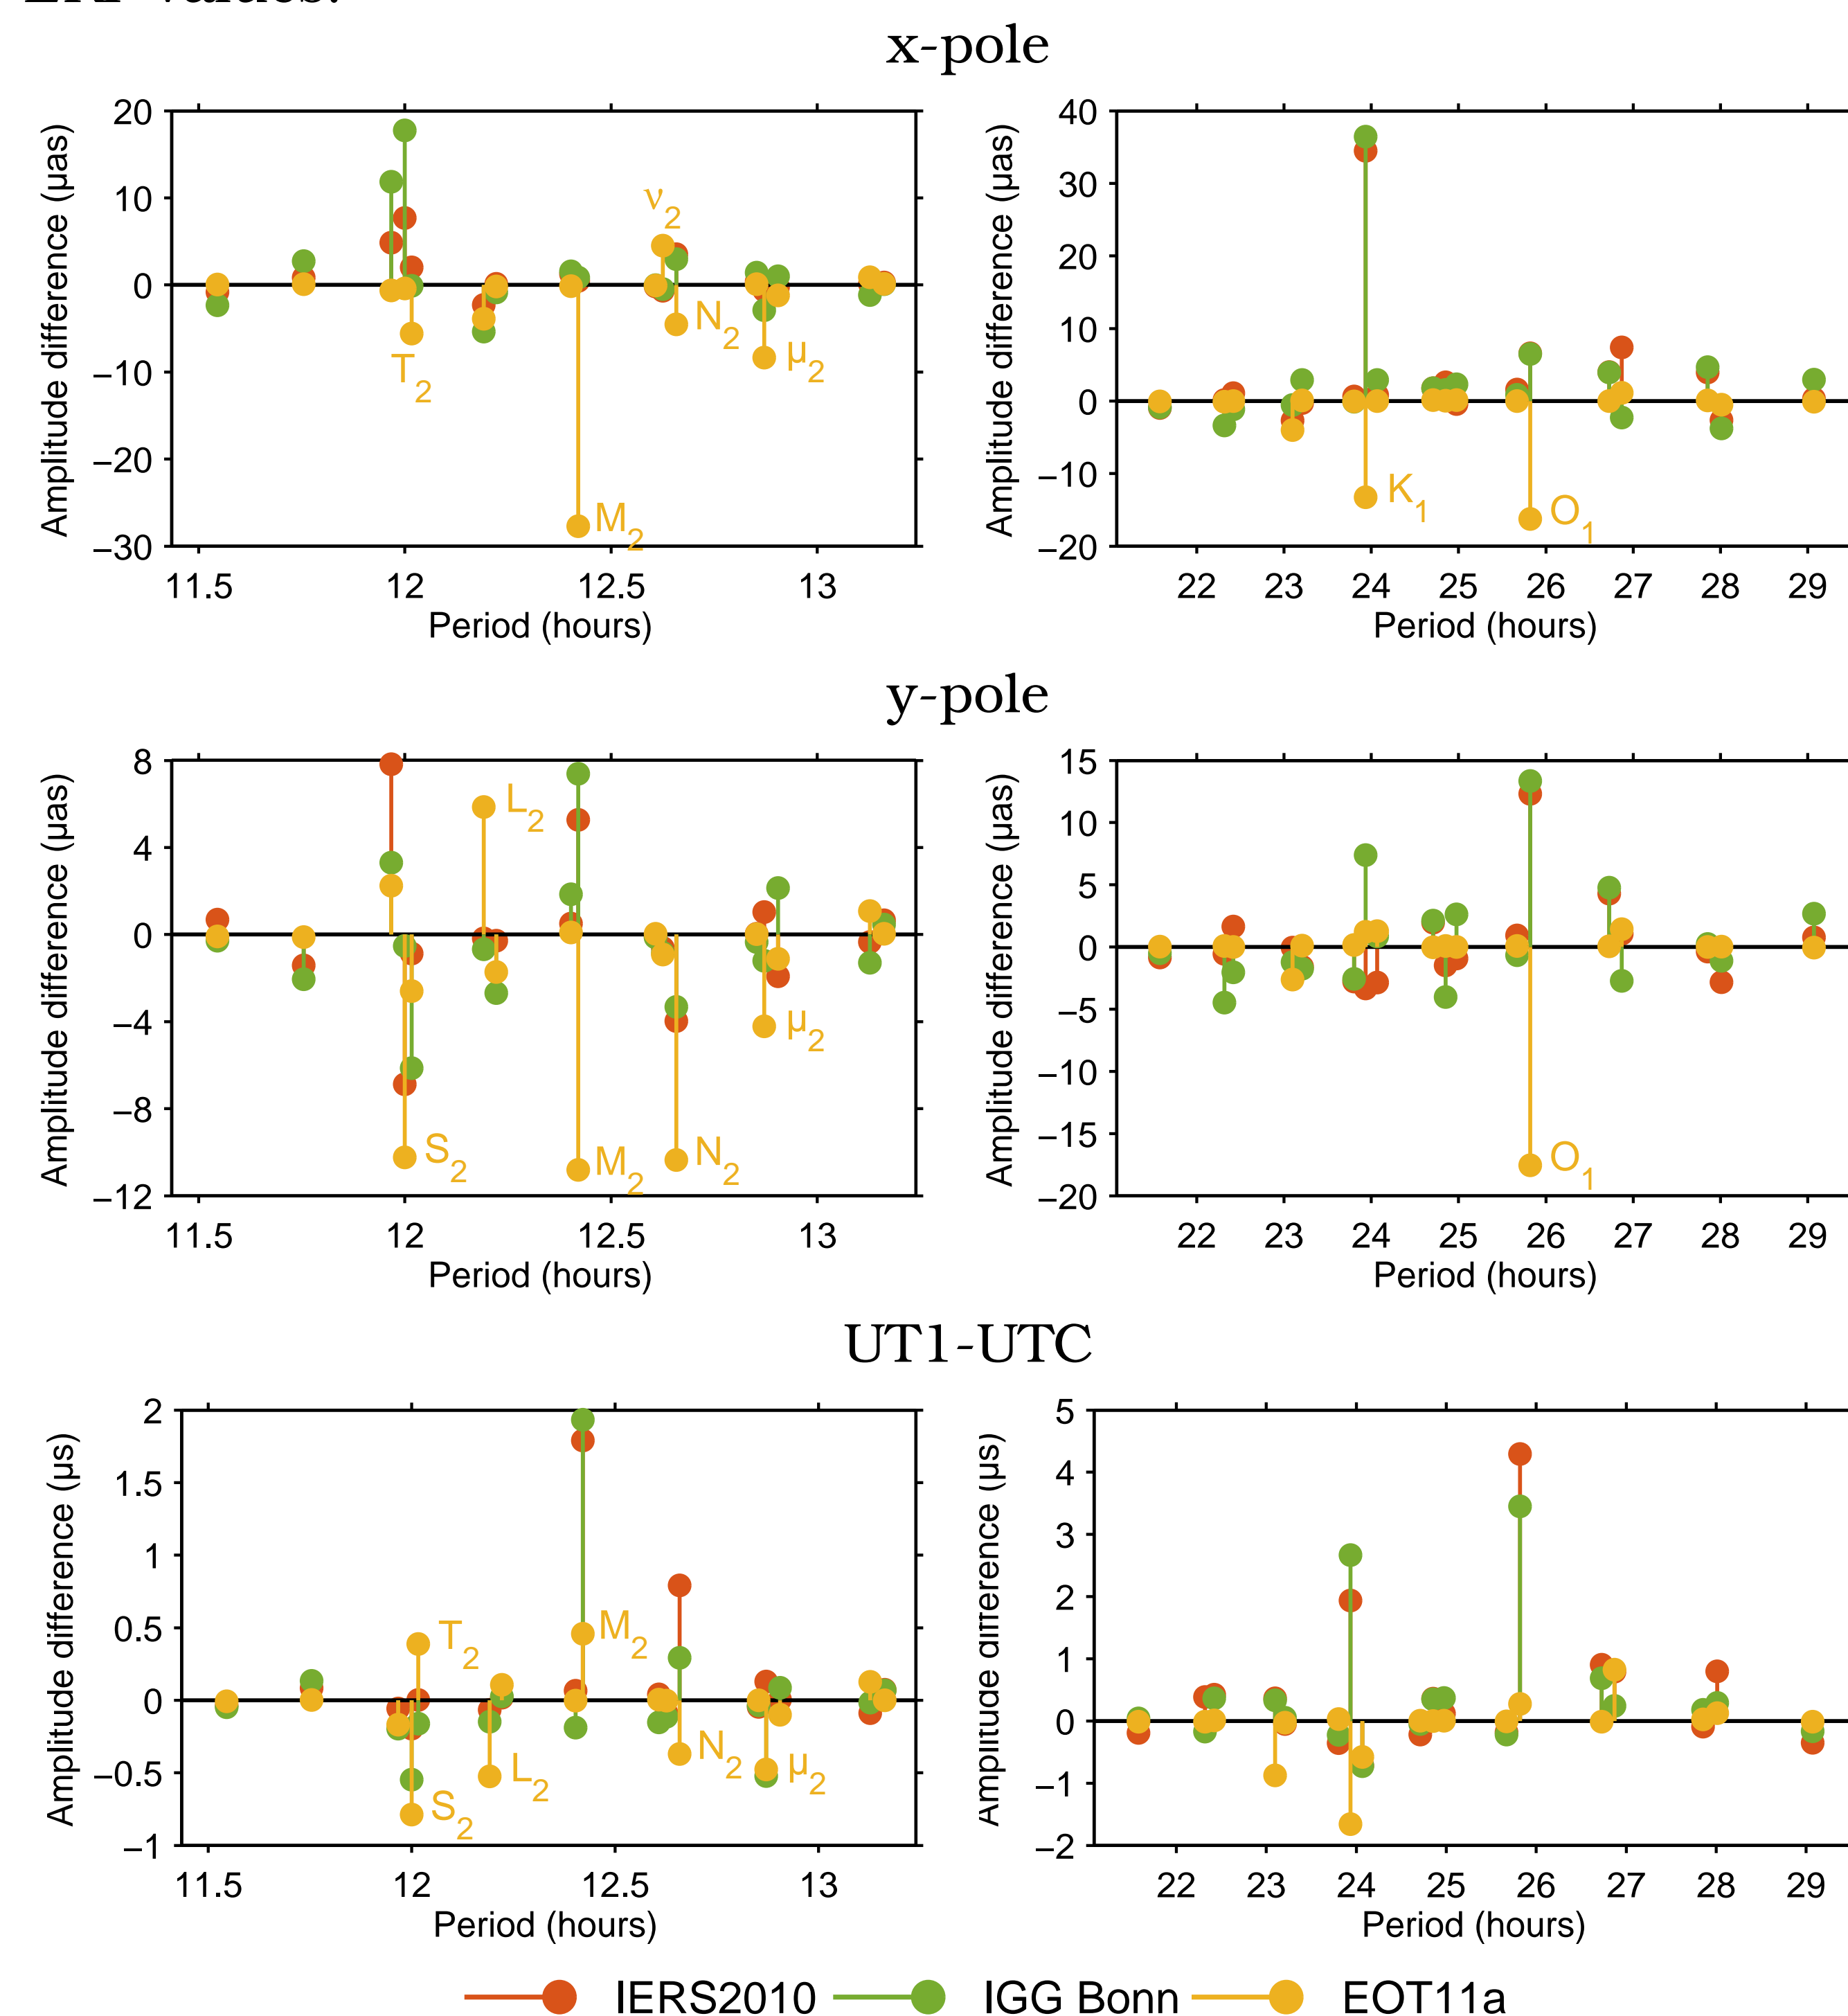 x-pole
Amplitude difference (µas)
20
10
0
−10
−20
−30
ν2
T2
N2
µ2
M2
11.5 12 12.5 13
Period (hours)
Amplitude difference (µas)
40
30
20
10
0
−10
−20
K1
O1
22 23 24 25 26 27 28 29
Period (hours)
y-pole
Amplitude difference (µas)
8
4
0
−4
−8
−12
L2
µ2
S2
M2
N2
11.5 12 12.5 13
Period (hours)
Amplitude difference (µas)
15
10
5
0
−5
−10
−15
−20
O1
22 23 24 25 26 27 28 29
Period (hours)
UT1-UTC
Amplitude difference (µs)
2
1.5
1
0.5
0
−0.5
−1
T2
M2
L2
N2
µ2
S2
11.5 12 12.5 13
Period (hours)
Amplitude difference (µs)
5
4
3
2
1
0
−1
−2
22 23 24 25 26 27 28 29
Period (hours)
IERS2010 IGG Bonn EOT11a